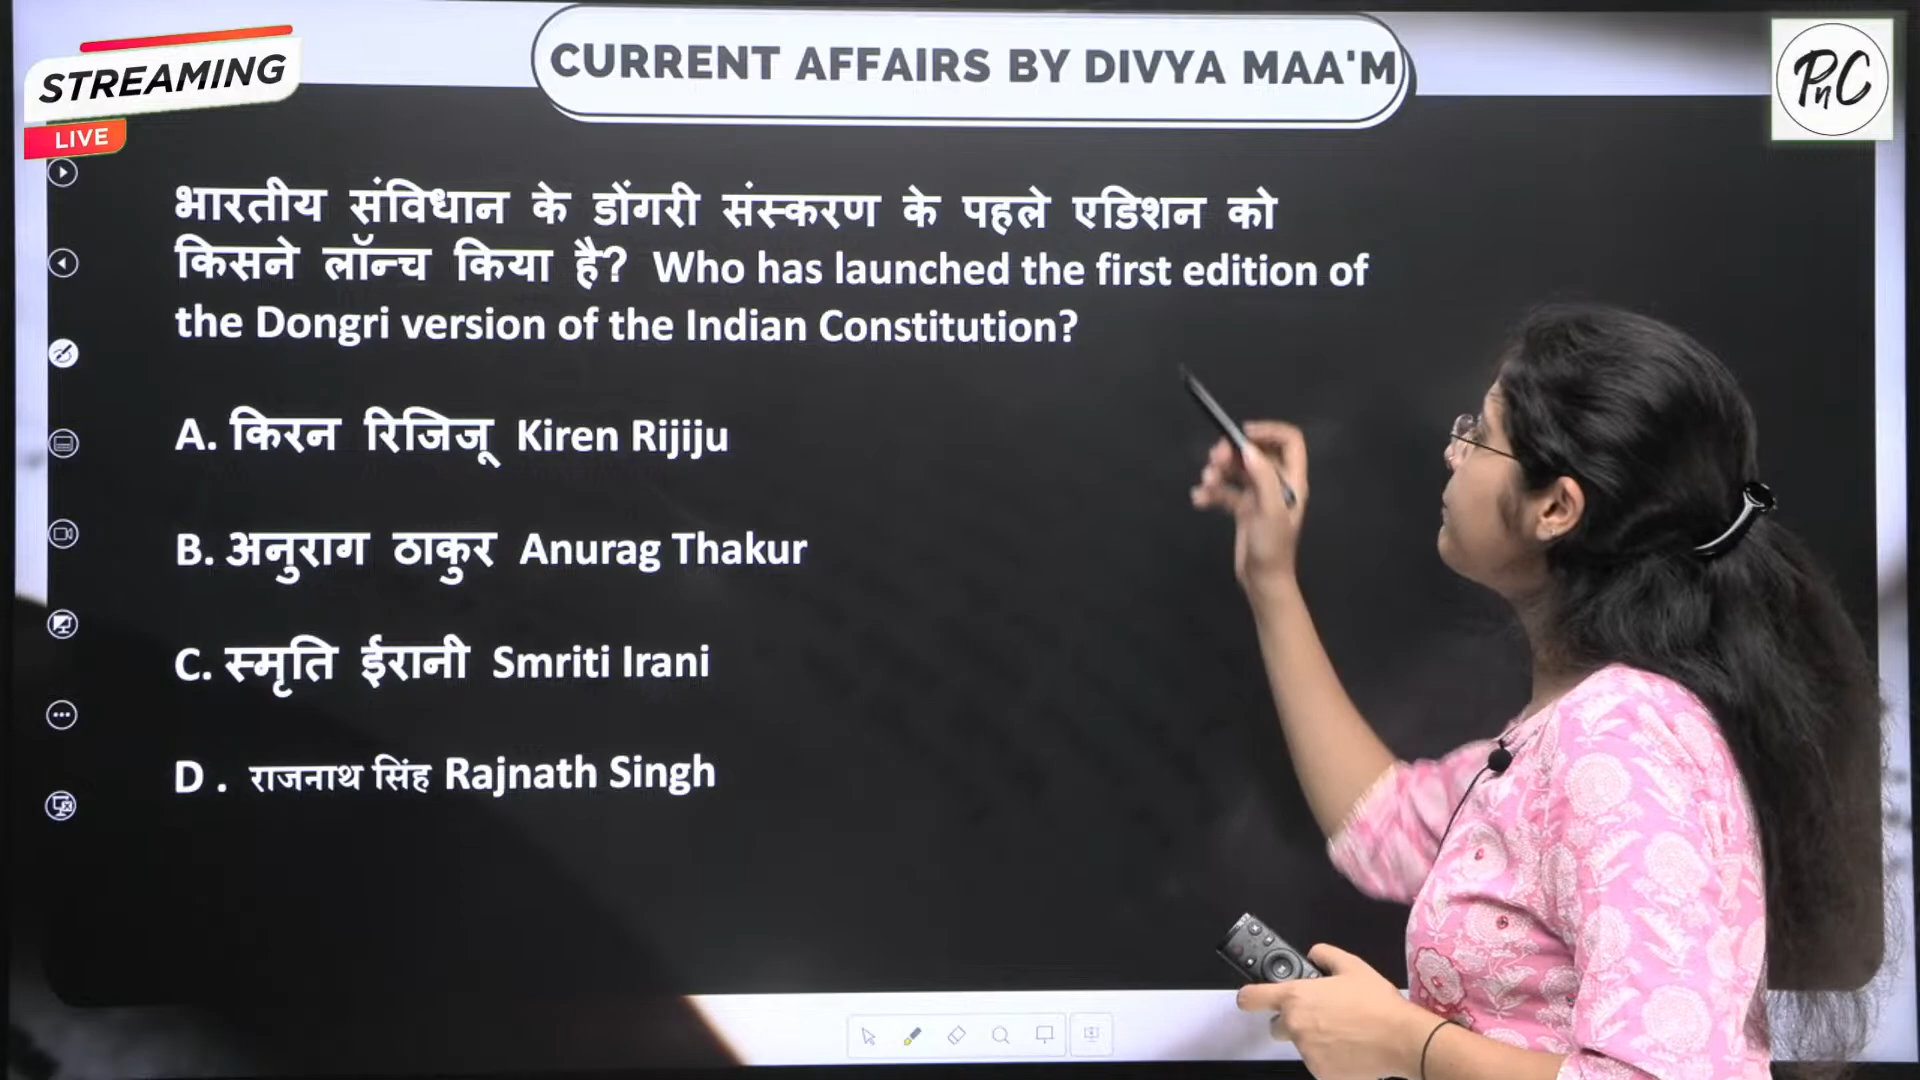 STREAMING
LIVE
CURRENT AFFAIRS BY DIVYA MAA'M
PnC
भारतीय संविधान के डोंगरी संस्करण के पहले एडिशन को
किसने लॉन्च किया है? Who has launched the first edition of
the Dongri version of the Indian Constitution?
A. किरन रिजिजू Kiren Rijiju
B. अनुराग ठाकुर Anurag Thakur
C. स्मृति ईरानी Smriti Irani
D . राजनाथ सिंह Rajnath Singh